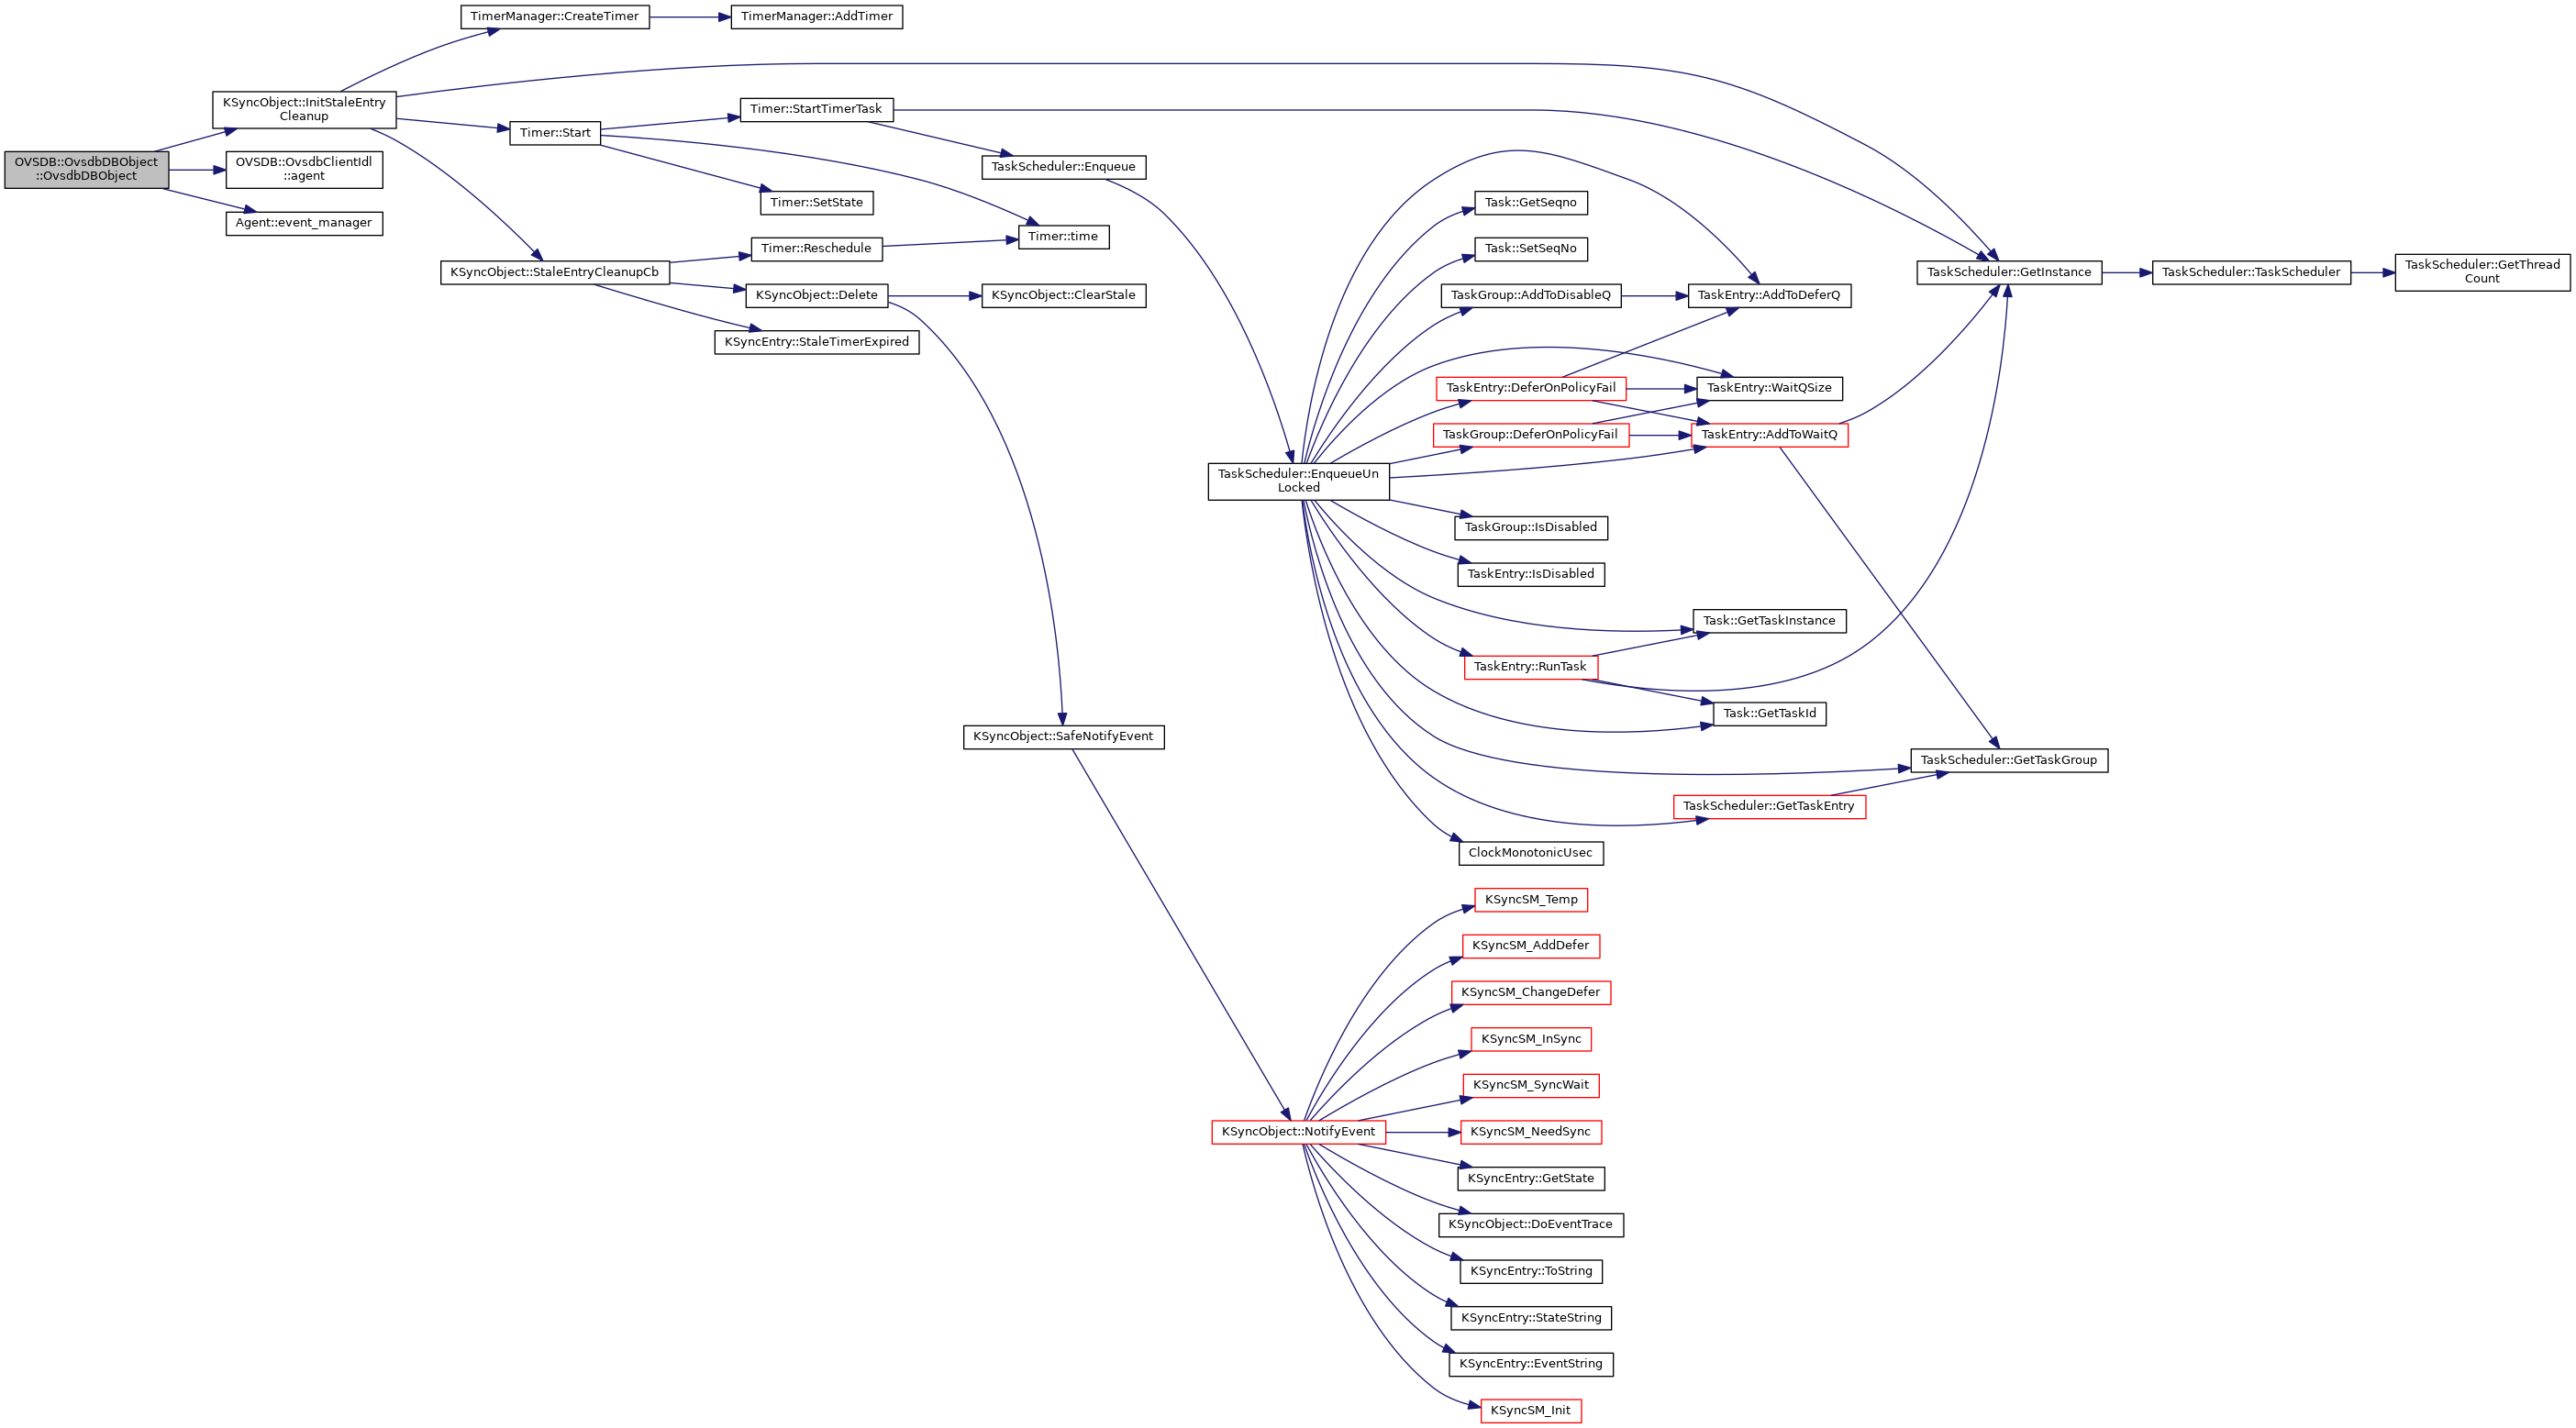 TimerManager::CreateTimer
TimerManager::AddTimer
KSyncObject::InitStaleEntry
Cleanup
Timer::StartTimerTask
Timer::Start
OVSDB::OvsdbDBObject
::OvsdbDBObject
OVSDB::OvsdbClientIdl
::agent
TaskScheduler::Enqueue
Timer::SetState
Task::GetSeqno
Agent::event_manager
Timer::time
Timer::Reschedule
Task::SetSeqNo
KSyncObject::StaleEntryCleanupCb
TaskScheduler::GetInstance
TaskScheduler::TaskScheduler
TaskScheduler::GetThread
Count
KSyncObject::Delete
KSyncObject::ClearStale
TaskGroup::AddToDisableQ
TaskEntry::AddToDeferQ
KSyncEntry::StaleTimerExpired
TaskEntry::DeferOnPolicyFail
TaskEntry::WaitQSize
TaskGroup::DeferOnPolicyFail
TaskEntry::AddToWaitQ
TaskScheduler::EnqueueUn
Locked
TaskGroup::IsDisabled
TaskEntry::IsDisabled
Task::GetTaskInstance
TaskEntry::RunTask
Task::GetTaskId
KSyncObject::SafeNotifyEvent
TaskScheduler::GetTaskGroup
TaskScheduler::GetTaskEntry
ClockMonotonicUsec
KSyncSM_Temp
KSyncSM_AddDefer
KSyncSM_ChangeDefer
KSyncSM_InSync
KSyncSM_SyncWait
KSyncObject::NotifyEvent
KSyncSM_NeedSync
KSyncEntry::GetState
KSyncObject::DoEventTrace
KSyncEntry::ToString
KSyncEntry::StateString
KSyncEntry::EventString
KSyncSM_Init